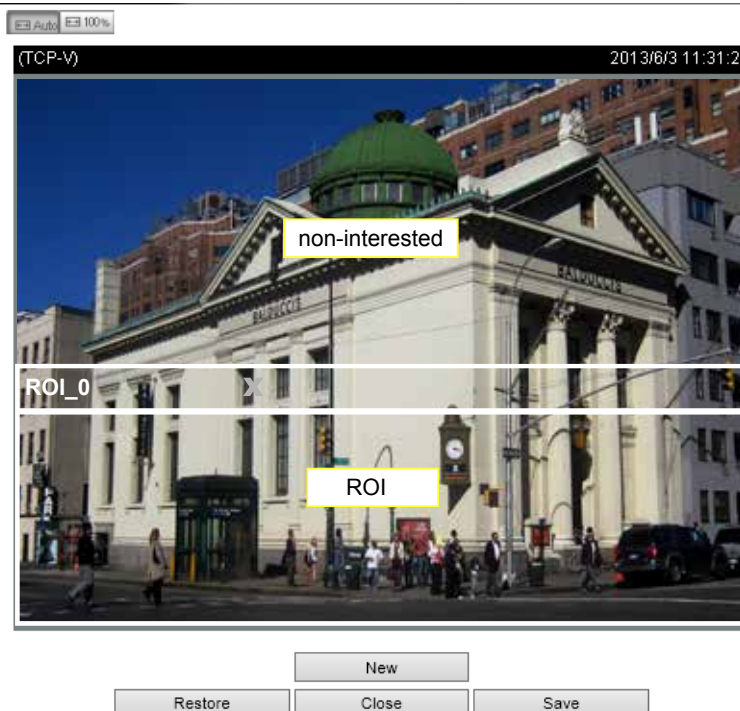 Auto 100%
(TCP-V) 2013/6/3 11:31:2
non-interested
BALDUCCI'S
BALDUCCI'S
ROI_0 X
ROI
PARK
New
Restore Close Save